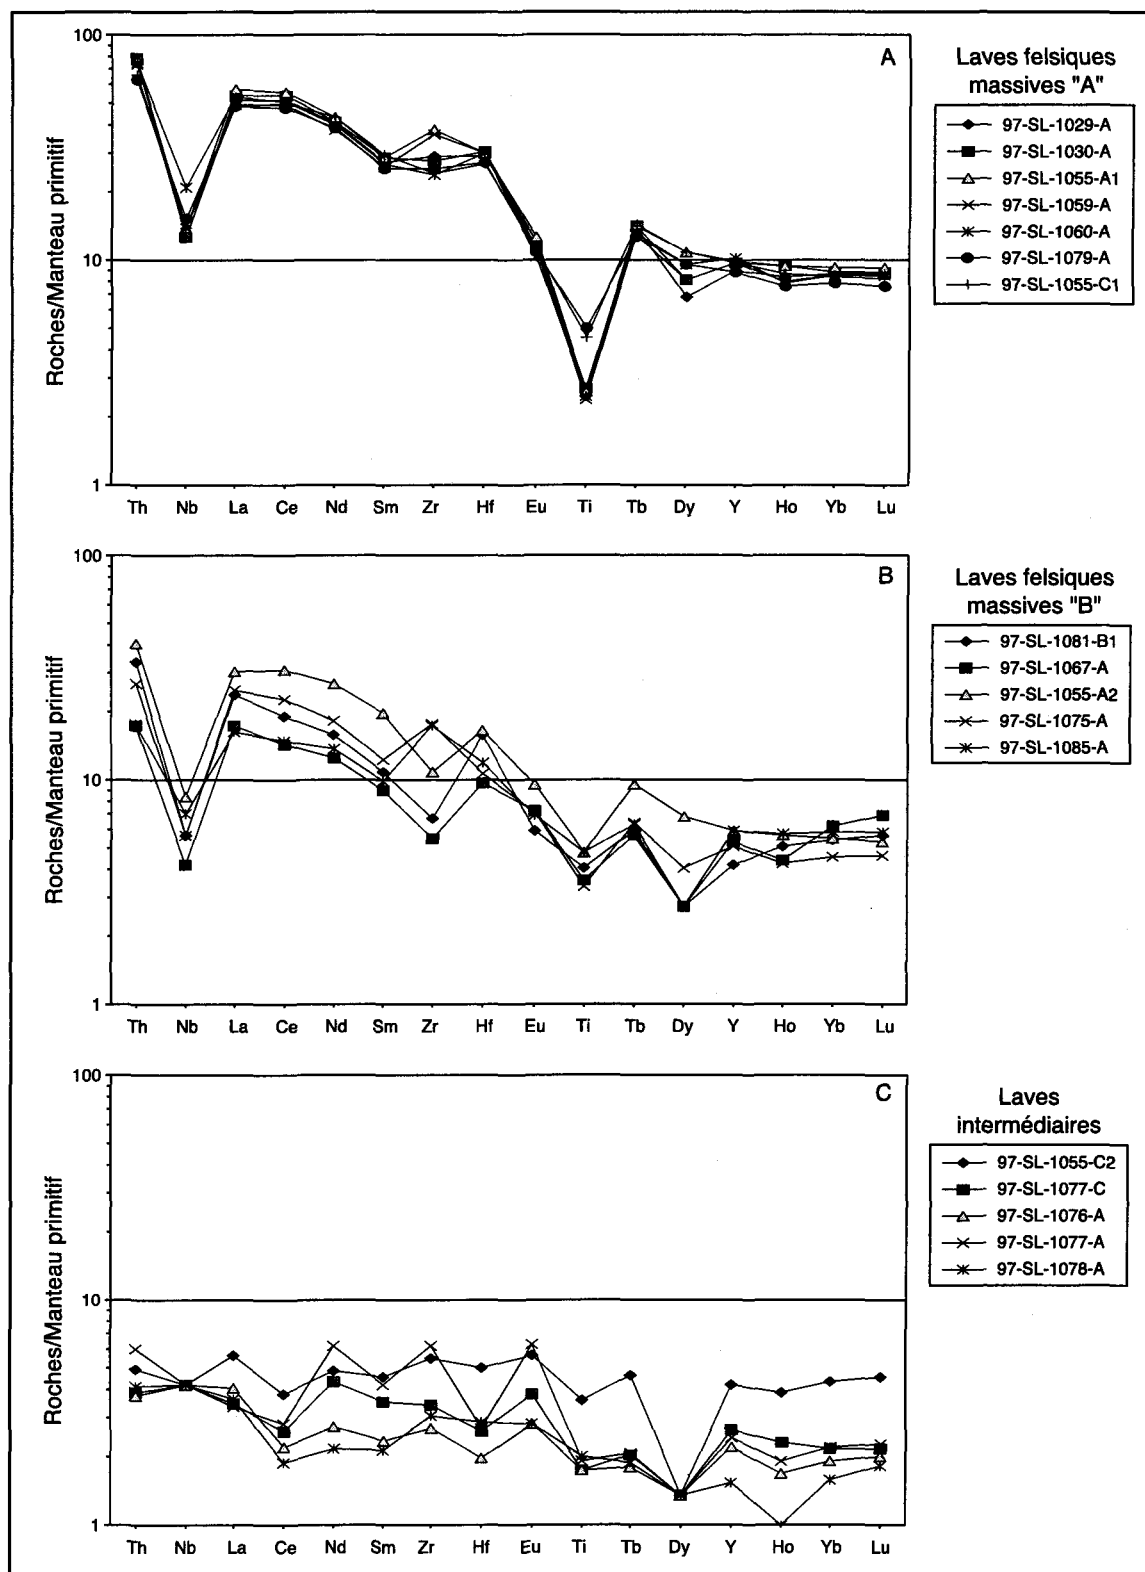 A
100
10
1
Roches/Manteau primitif
Th Nb La Ce Nd Sm Zr Hf Eu Ti Tb Dy Y Ho Yb Lu
Laves felsiques
massives "A"
97-SL-1029-A
97-SL-1030-A
97-SL-1055-A1
97-SL-1059-A
97-SL-1060-A
97-SL-1079-A
97-SL-1055-C1
B
100
10
1
Roches/Manteau primitif
Th Nb La Ce Nd Sm Zr Hf Eu Ti Tb Dy Y Ho Yb Lu
Laves felsiques
massives "B"
97-SL-1081-B1
97-SL-1067-A
97-SL-1055-A2
97-SL-1075-A
97-SL-1085-A
C
100
10
1
Roches/Manteau primitif
Th Nb La Ce Nd Sm Zr Hf Eu Ti Tb Dy Y Ho Yb Lu
Laves
intermédiaires
97-SL-1055-C2
97-SL-1077-C
97-SL-1076-A
97-SL-1077-A
97-SL-1078-A